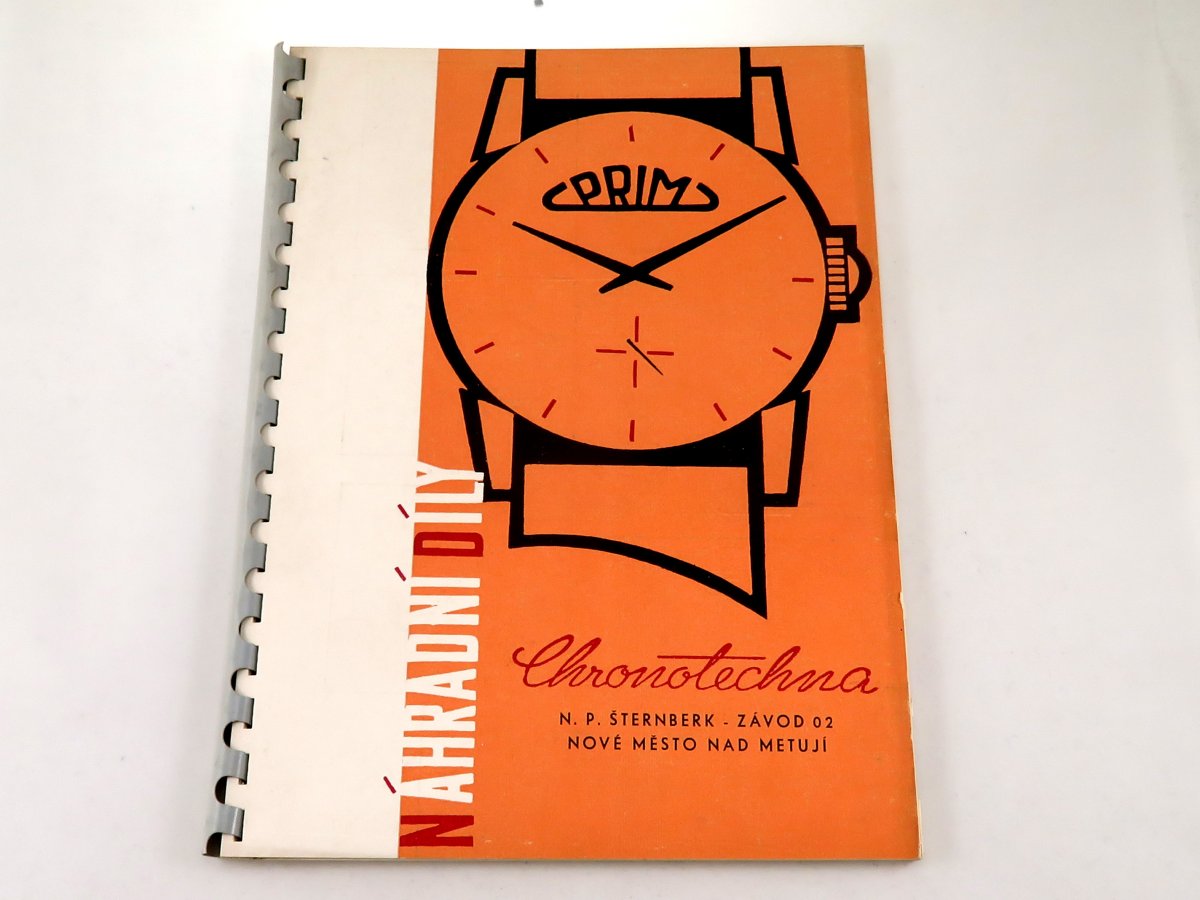 PRIM
NÁHRADNÍ DÍLY
Chronotechna
N. P. ŠTERNBERK - ZÁVOD 02
NOVÉ MĚSTO NAD METUJÍ